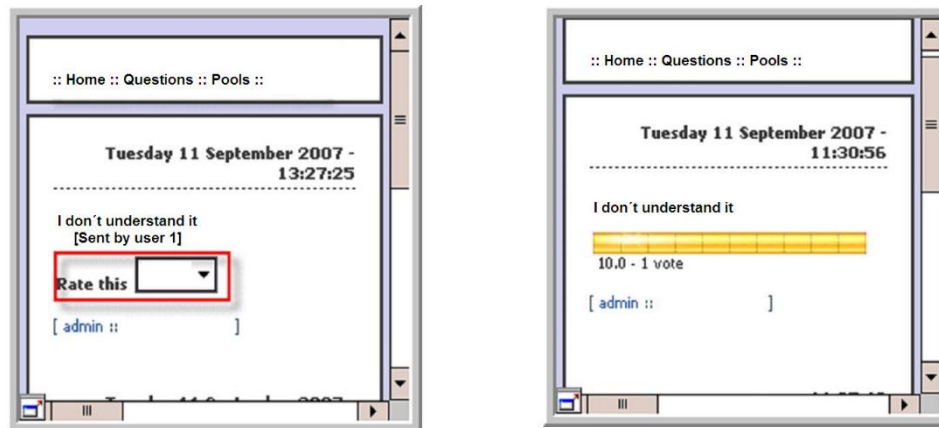 :: Home :: Questions :: Pools ::
Tuesday 11 September 2007 -
13:27:25
I don´t understand it
[Sent by user 1]
Rate this
[ admin :: ]
:: Home :: Questions :: Pools ::
Tuesday 11 September 2007 -
11:30:56
I don´t understand it
10.0 - 1 vote
[ admin :: ]